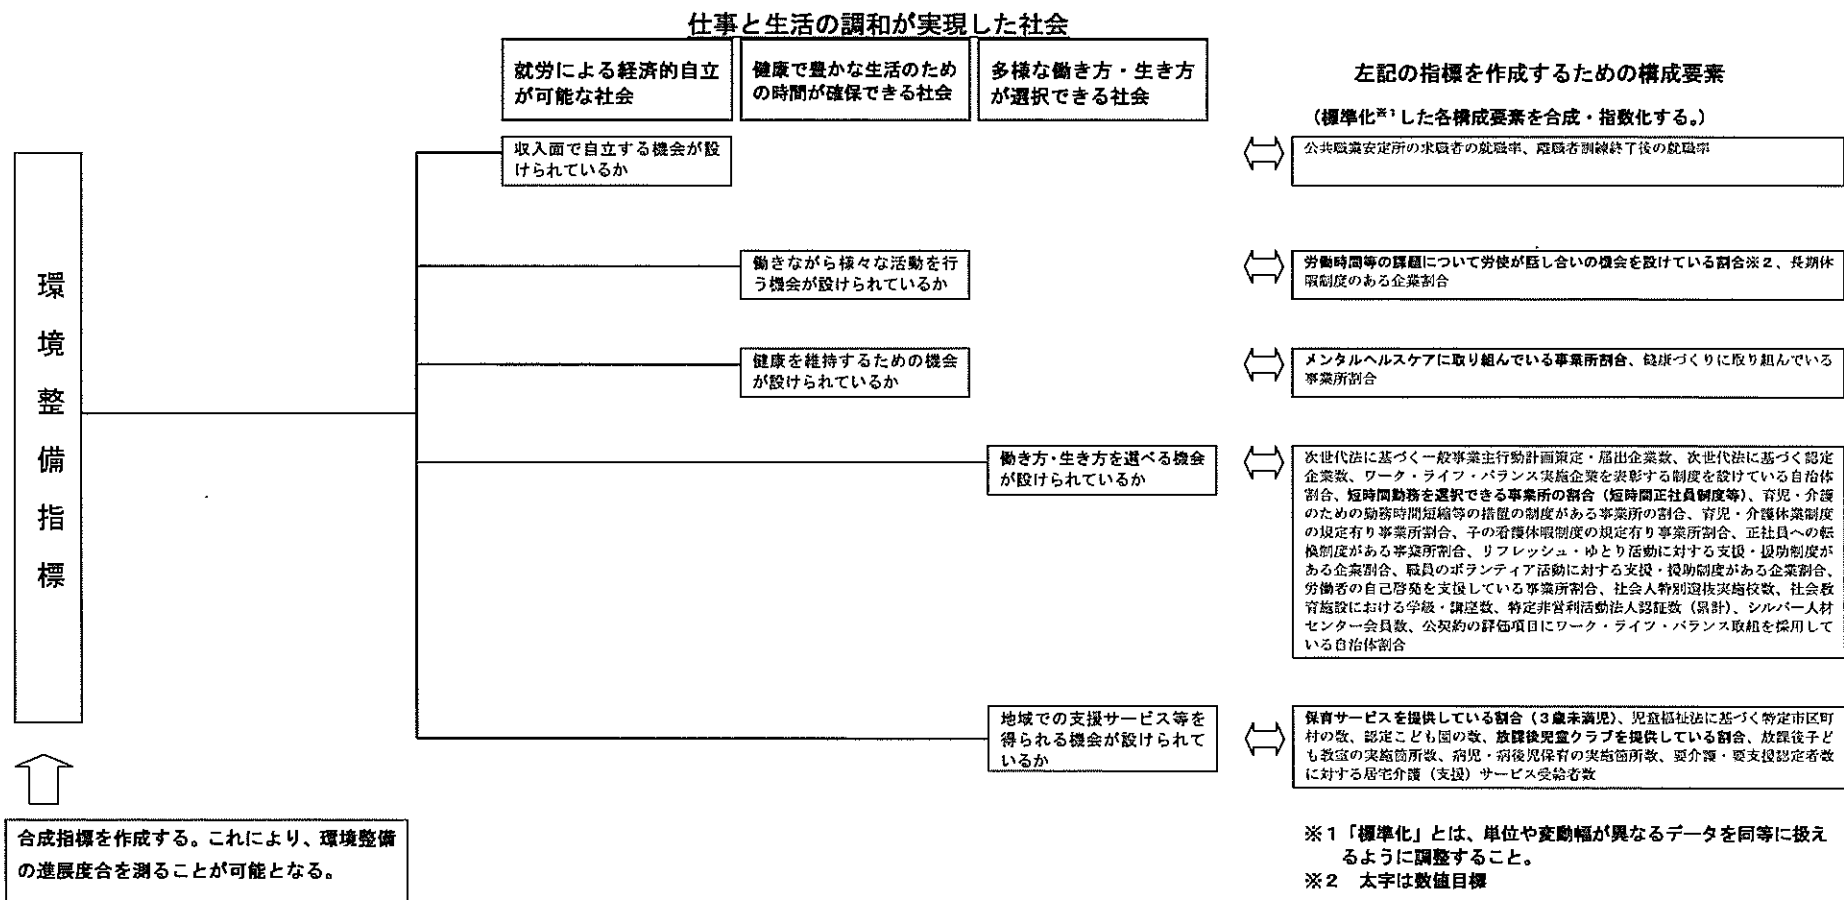 仕事と生活の調和が実現した社会
就労による経済的自立
が可能な社会
健康で豊かな生活のため
の時間が確保できる社会
多様な働き方・生き方
が選択できる社会
左記の指標を作成するための構成要素
(標準化※1した各構成要素を合成・指数化する。)
環境整備指標
収入面で自立する機会が設
けられているか
公共職業安定所の求職者の就職率、離職者訓練終了後の就職率
働きながら様々な活動を行
う機会が設けられているか
労働時間等の課題について労使が話し合いの機会を設けている割合※2、長期休
暇制度のある企業割合
健康を維持するための機会
が設けられているか
メンタルヘルスケアに取り組んでいる事業所割合、健康づくりに取り組んでいる
事業所割合
働き方・生き方を選べる機会
が設けられているか
次世代法に基づく一般事業主行動計画策定・届出企業数、次世代法に基づく認定
企業数、ワーク・ライフ・バランス実施企業を表彰する制度を設けている自治体
割合、短時間勤務を選択できる事業所の割合（短時間正社員制度等）、育児・介護
のための勤務時間短縮等の措置の制度がある事業所の割合、育児・介護休業制度
の規定有り事業所割合、子の看護休暇制度の規定有り事業所割合、正社員への転
換制度がある事業所割合、リフレッシュ・ゆとり活動に対する支援・援助制度が
ある企業割合、職員のボランティア活動に対する支援・援助制度がある企業割合、
労働者の自己啓発を支援している事業所割合、社会人特別選抜実施校数、社会教
育施設における学級・講座数、特定非営利活動法人認証数（累計）、シルバー人材
センター会員数、公契約の評価項目にワーク・ライフ・バランス取組を採用して
いる自治体割合
地域での支援サービス等を
得られる機会が設けられて
いるか
保育サービスを提供している割合（３歳未満児）、児童福祉法に基づく特定市区町
村の数、認定こども園の数、放課後児童クラブを提供している割合、放課後子ど
も教室の実施箇所数、病児・病後児保育の実施箇所数、要介護・要支援認定者数
に対する居宅介護（支援）サービス受給者数
合成指標を作成する。これにより、環境整備
の進展度合を測ることが可能となる。
※１「標準化」とは、単位や変動幅が異なるデータを同等に扱え
るように調整すること。
※２　太字は数値目標